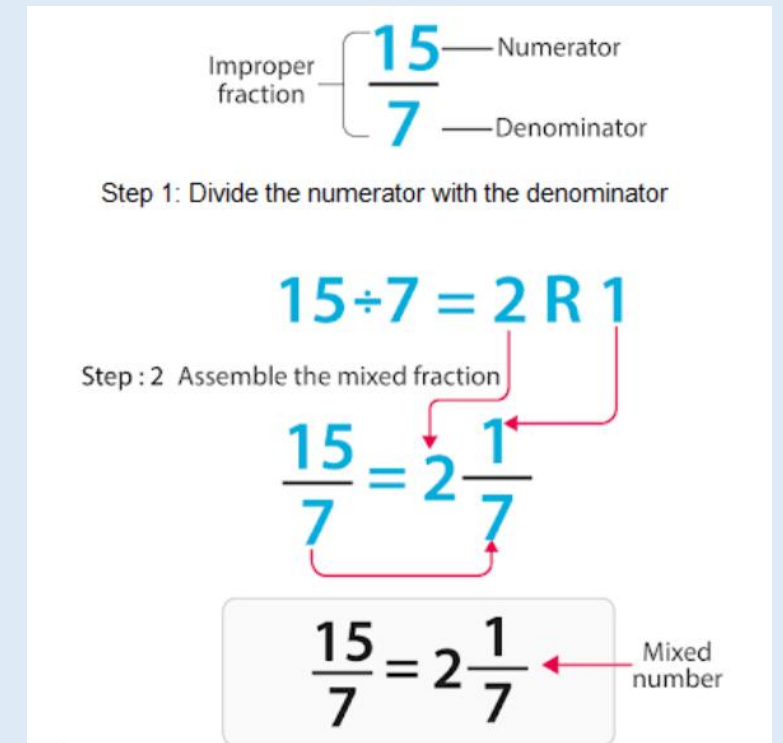 Improper
fraction
15
7
Numerator
Denominator
Step 1: Divide the numerator with the denominator
15÷7 = 2 R 1
Step : 2 Assemble the mixed fraction
15/7 = 2 1/7
15/7 = 2 1/7
Mixed
number